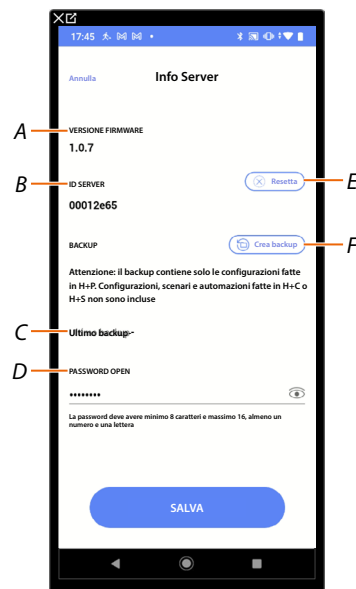 17:45
Annulla
Info Server
A
VERSIONE FIRMWARE
1.0.7
B
ID SERVER
Resetta
E
00012e65
BACKUP
Crea backup
F
Attenzione: il backup contiene solo le configurazioni fatte
in H+P. Configurazioni, scenari e automazioni fatte in H+C o
H+S non sono incluse
C
Ultimo backup--
D
PASSWORD OPEN
••••••••
La password deve avere minimo 8 caratteri e massimo 16, almeno un
numero e una lettera
SALVA